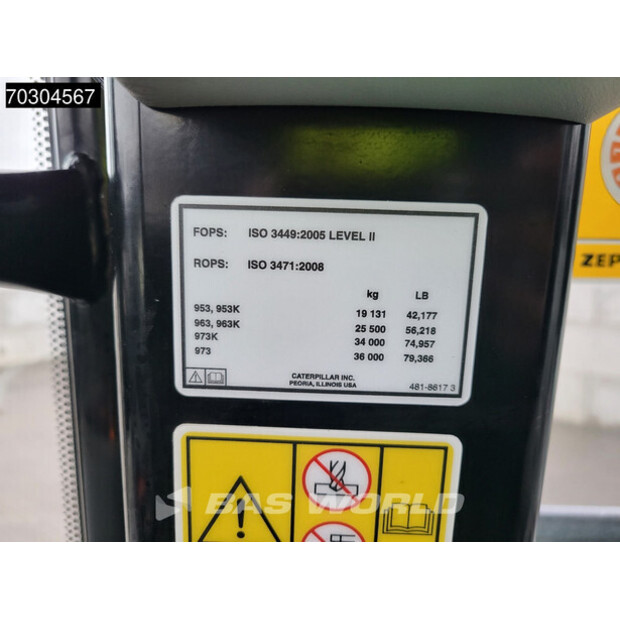 70304567
FOPS: ISO 3449:2005 LEVEL II
ROPS: ISO 3471:2008
kg LB
953, 953K 19 131 42,177
963, 963K 25 500 56,218
973K 34 000 74,957
973 36 000 79,366
CATERPILLAR INC.
PEORIA, ILLINOIS USA
481-8617 3
ZEP
BAS WORLD